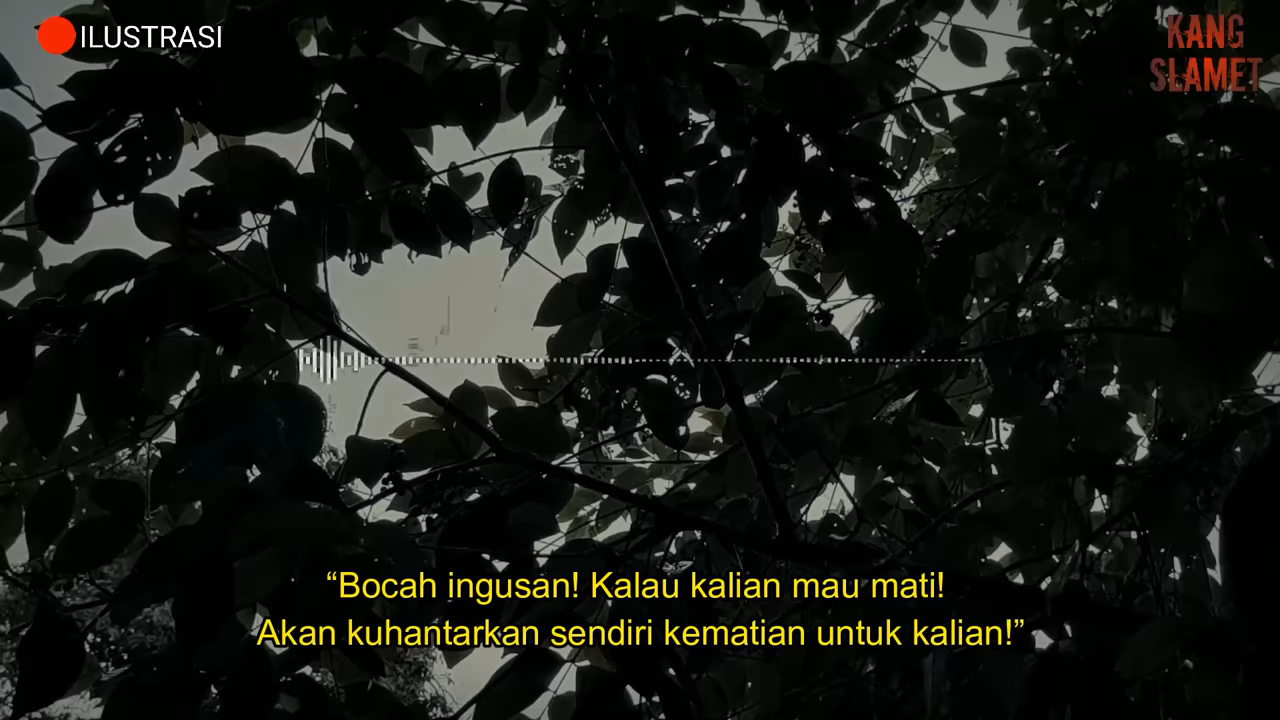 ILUSTRASI
KANG
SLAMET
“Bocah ingusan! Kalau kalian mau mati!
Akan kuhantarkan sendiri kematian untuk kalian!”